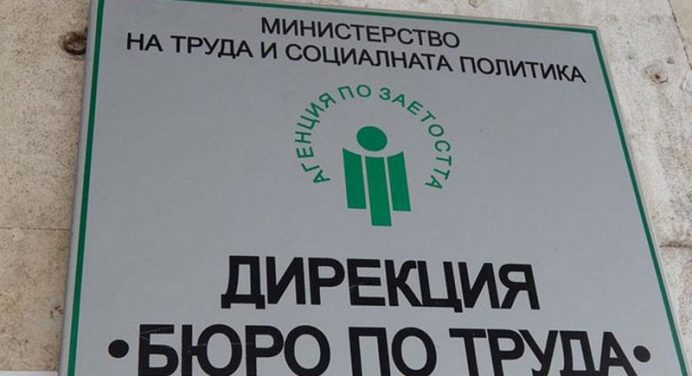 МИНИСТЕРСТВО
НА ТРУДА И СОЦИАЛНАТА ПОЛИТИКА
АГЕНЦИЯ ПО ЗАЕТОСТТА
ДИРЕКЦИЯ
•БЮРО ПО ТРУДА•